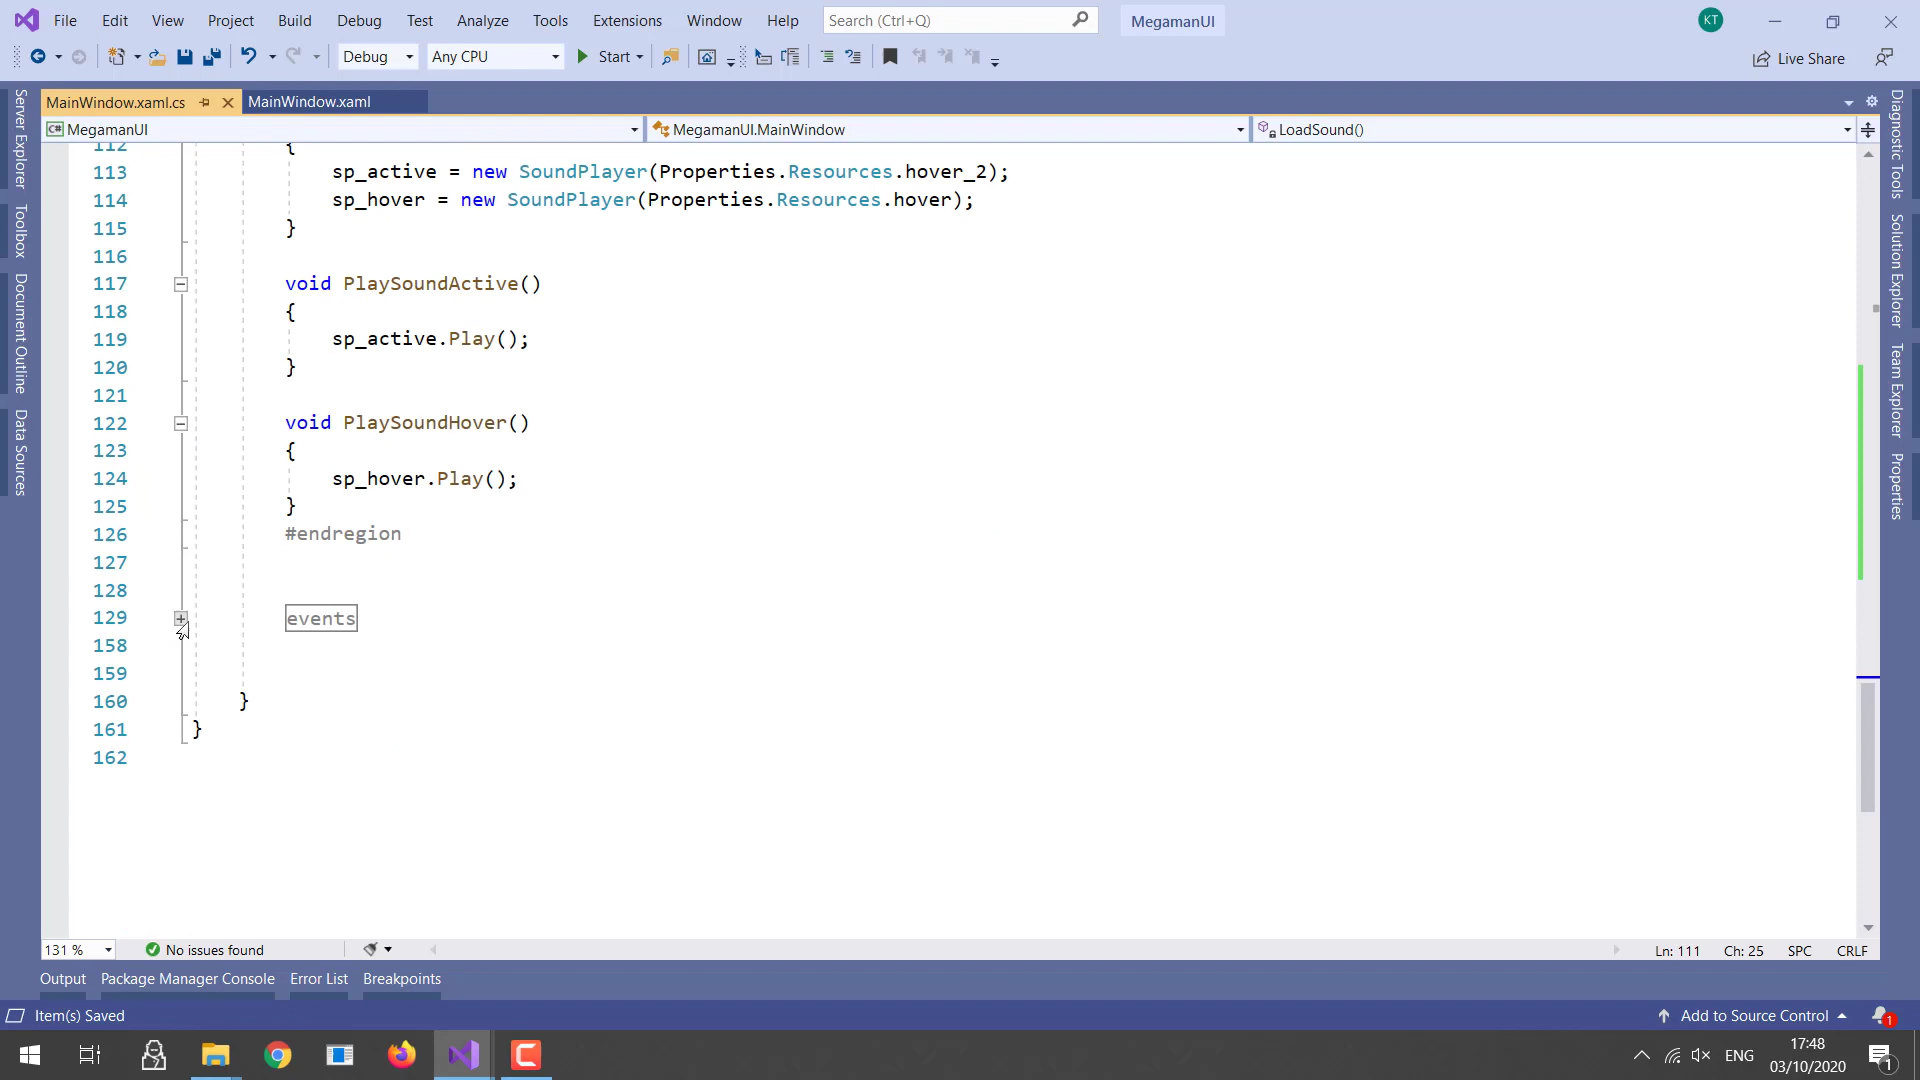 File Edit View Project Build Debug Test Analyze Tools Extensions Window Help Search (Ctrl+Q) MegamanUI KT
Debug Any CPU Start Live Share
MainWindow.xaml.cs MainWindow.xaml
C# MegamanUI MegamanUI.MainWindow LoadSound()
Server Explorer
Toolbox
Document Outline
Data Sources
112 {
113 sp_active = new SoundPlayer(Properties.Resources.hover_2);
114 sp_hover = new SoundPlayer(Properties.Resources.hover);
115 }
116
117 void PlaySoundActive()
118 {
119 sp_active.Play();
120 }
121
122 void PlaySoundHover()
123 {
124 sp_hover.Play();
125 }
126 #endregion
127
128
129 events
158
159
160 }
161 }
162
Diagnostic Tools
Solution Explorer
Team Explorer
Properties
131 % No issues found Ln: 111 Ch: 25 SPC CRLF
Output Package Manager Console Error List Breakpoints
Item(s) Saved Add to Source Control 1
ENG 17:48 1
03/10/2020